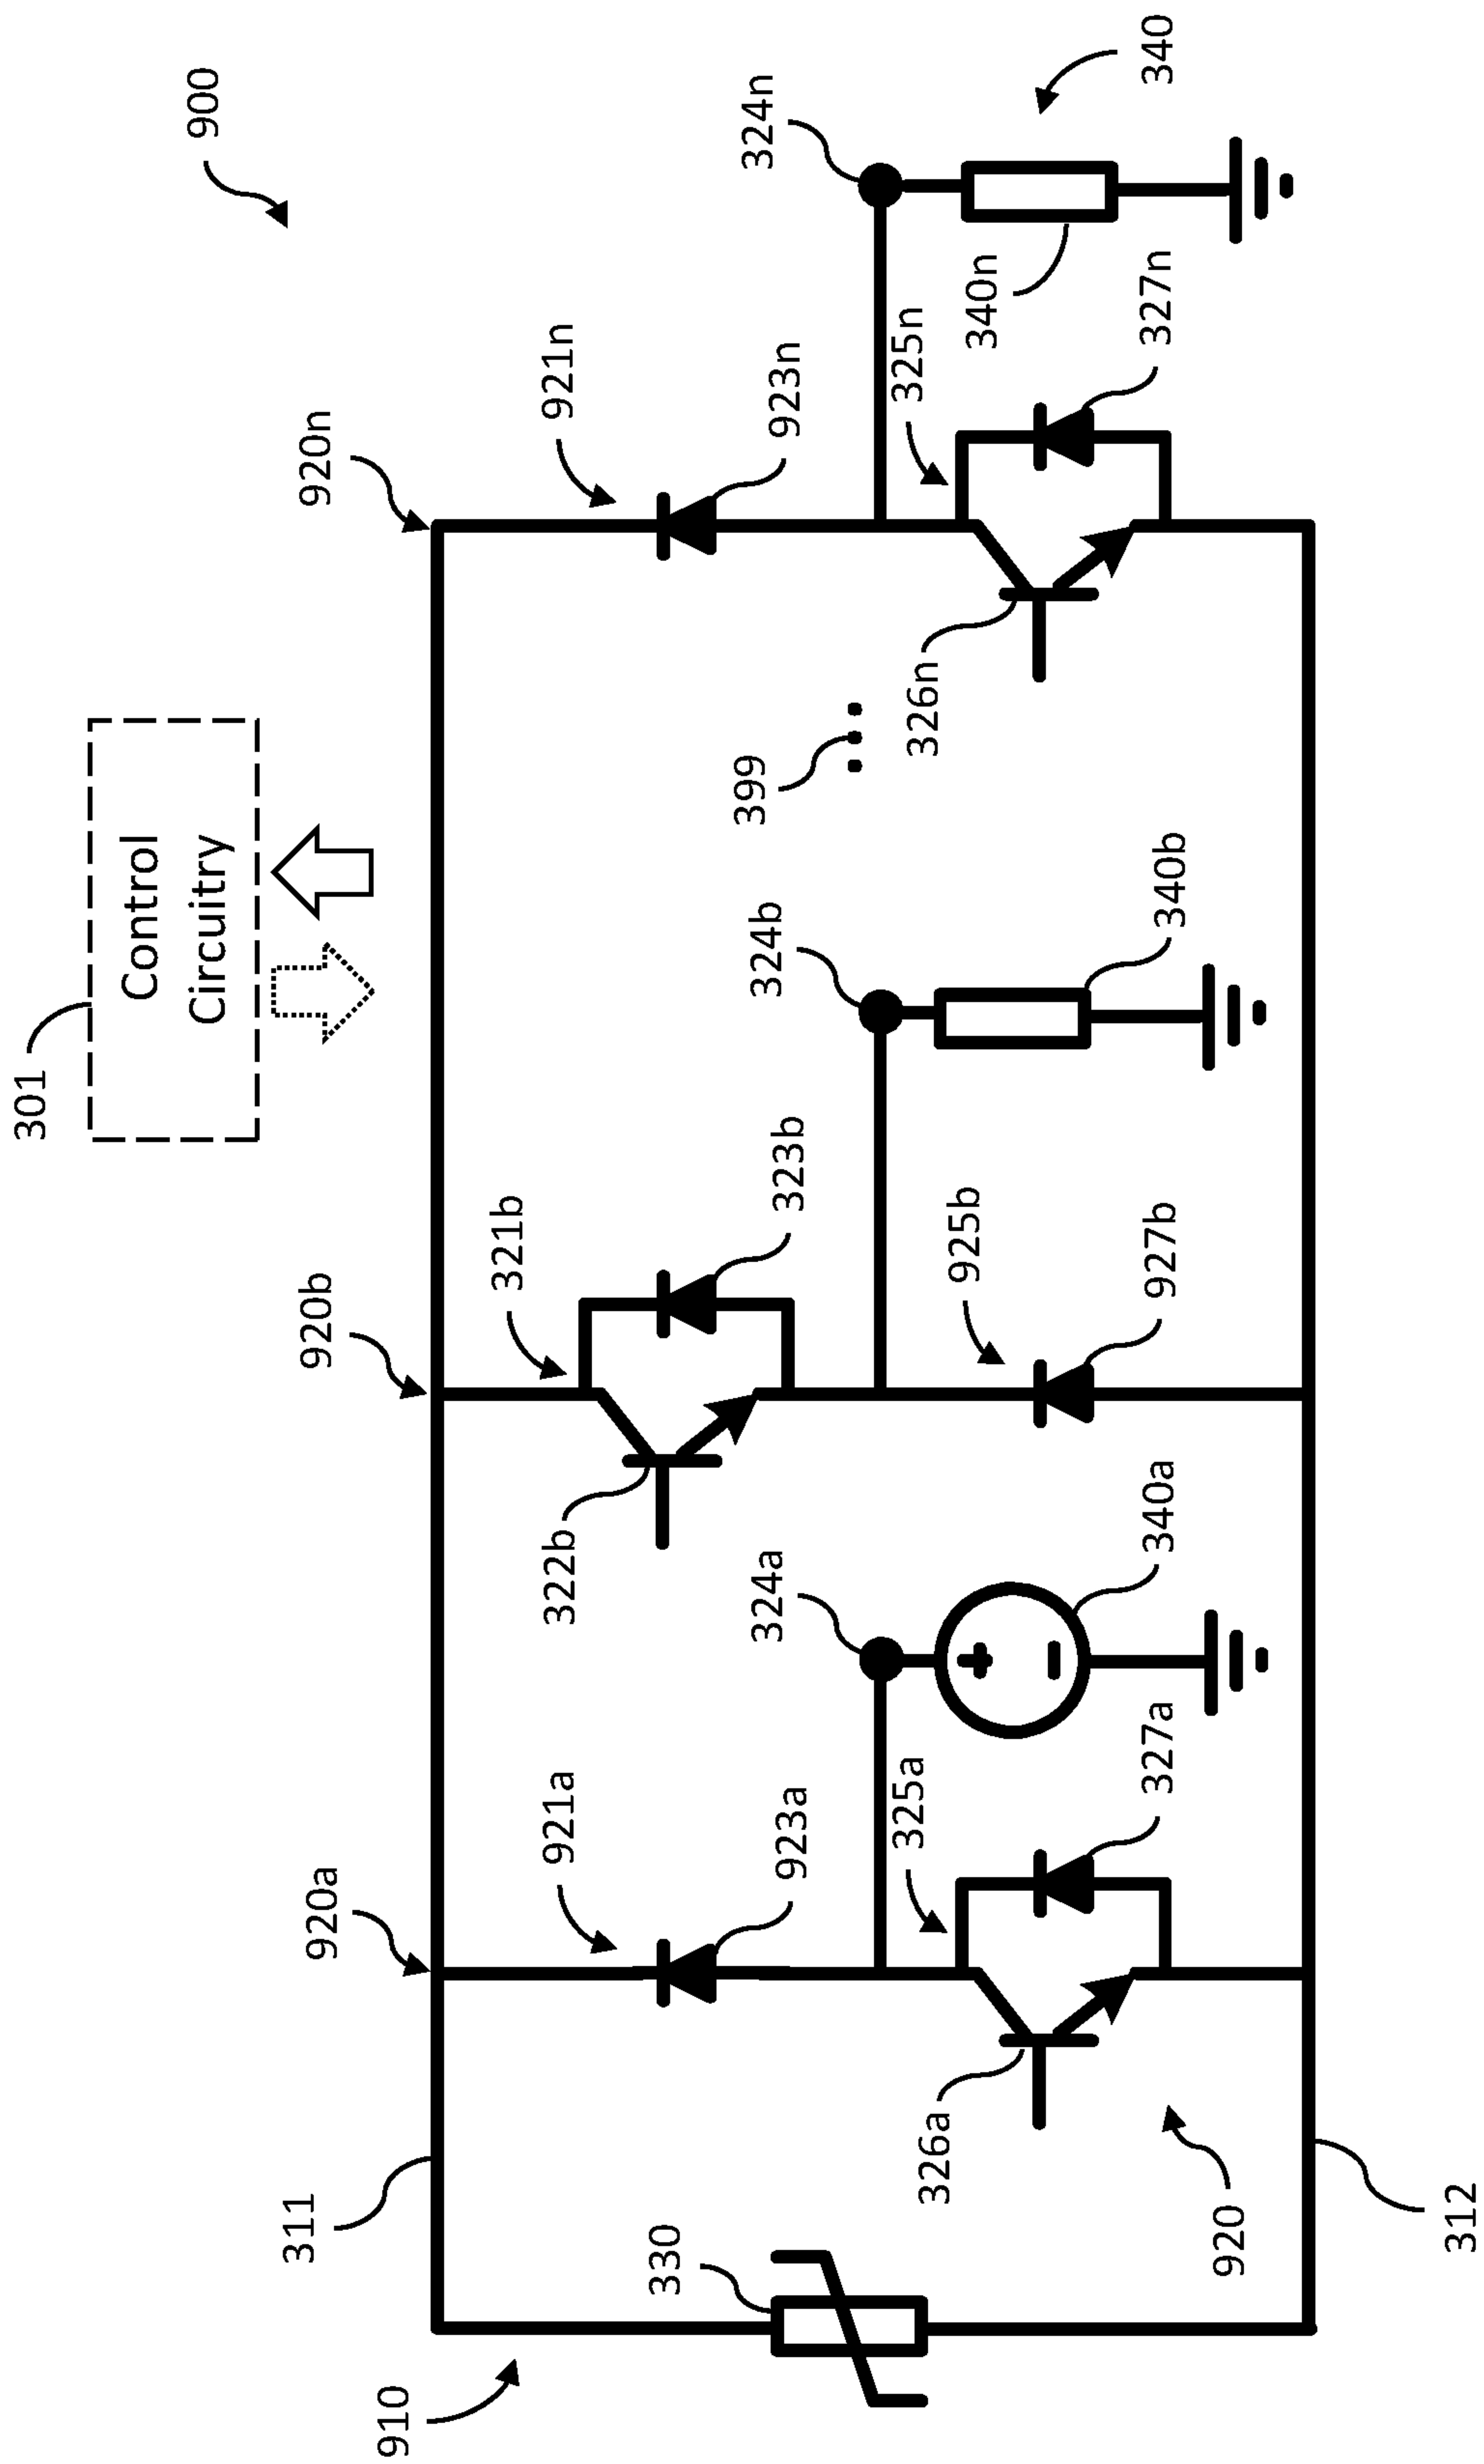 900
301
Control
Circuitry
311
920a
920b
920n
910
330
921a
923a
322b
321b
323b
921n
923n
324a
324b
399
324n
340
326a
325a
327a
340a
925b
927b
340b
326n
325n
327n
340n
920
312
+
−